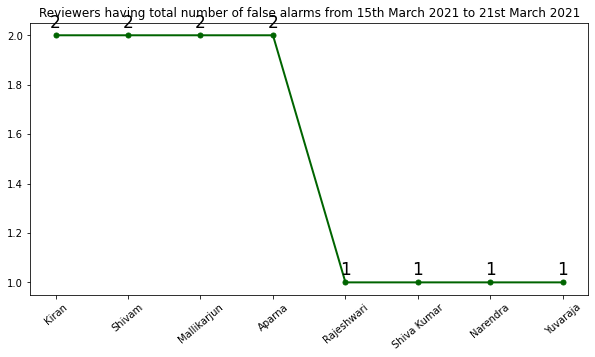 Reviewers having total number of false alarms from 15th March 2021 to 21st March 2021
2 2 2 2
2.0
1.8
1.6
1.4
1.2
1 1 1 1
1.0
Kiran Shivam Mallikarjun Aparna Rajeshwari Shiva Kumar Narendra Yuvaraja